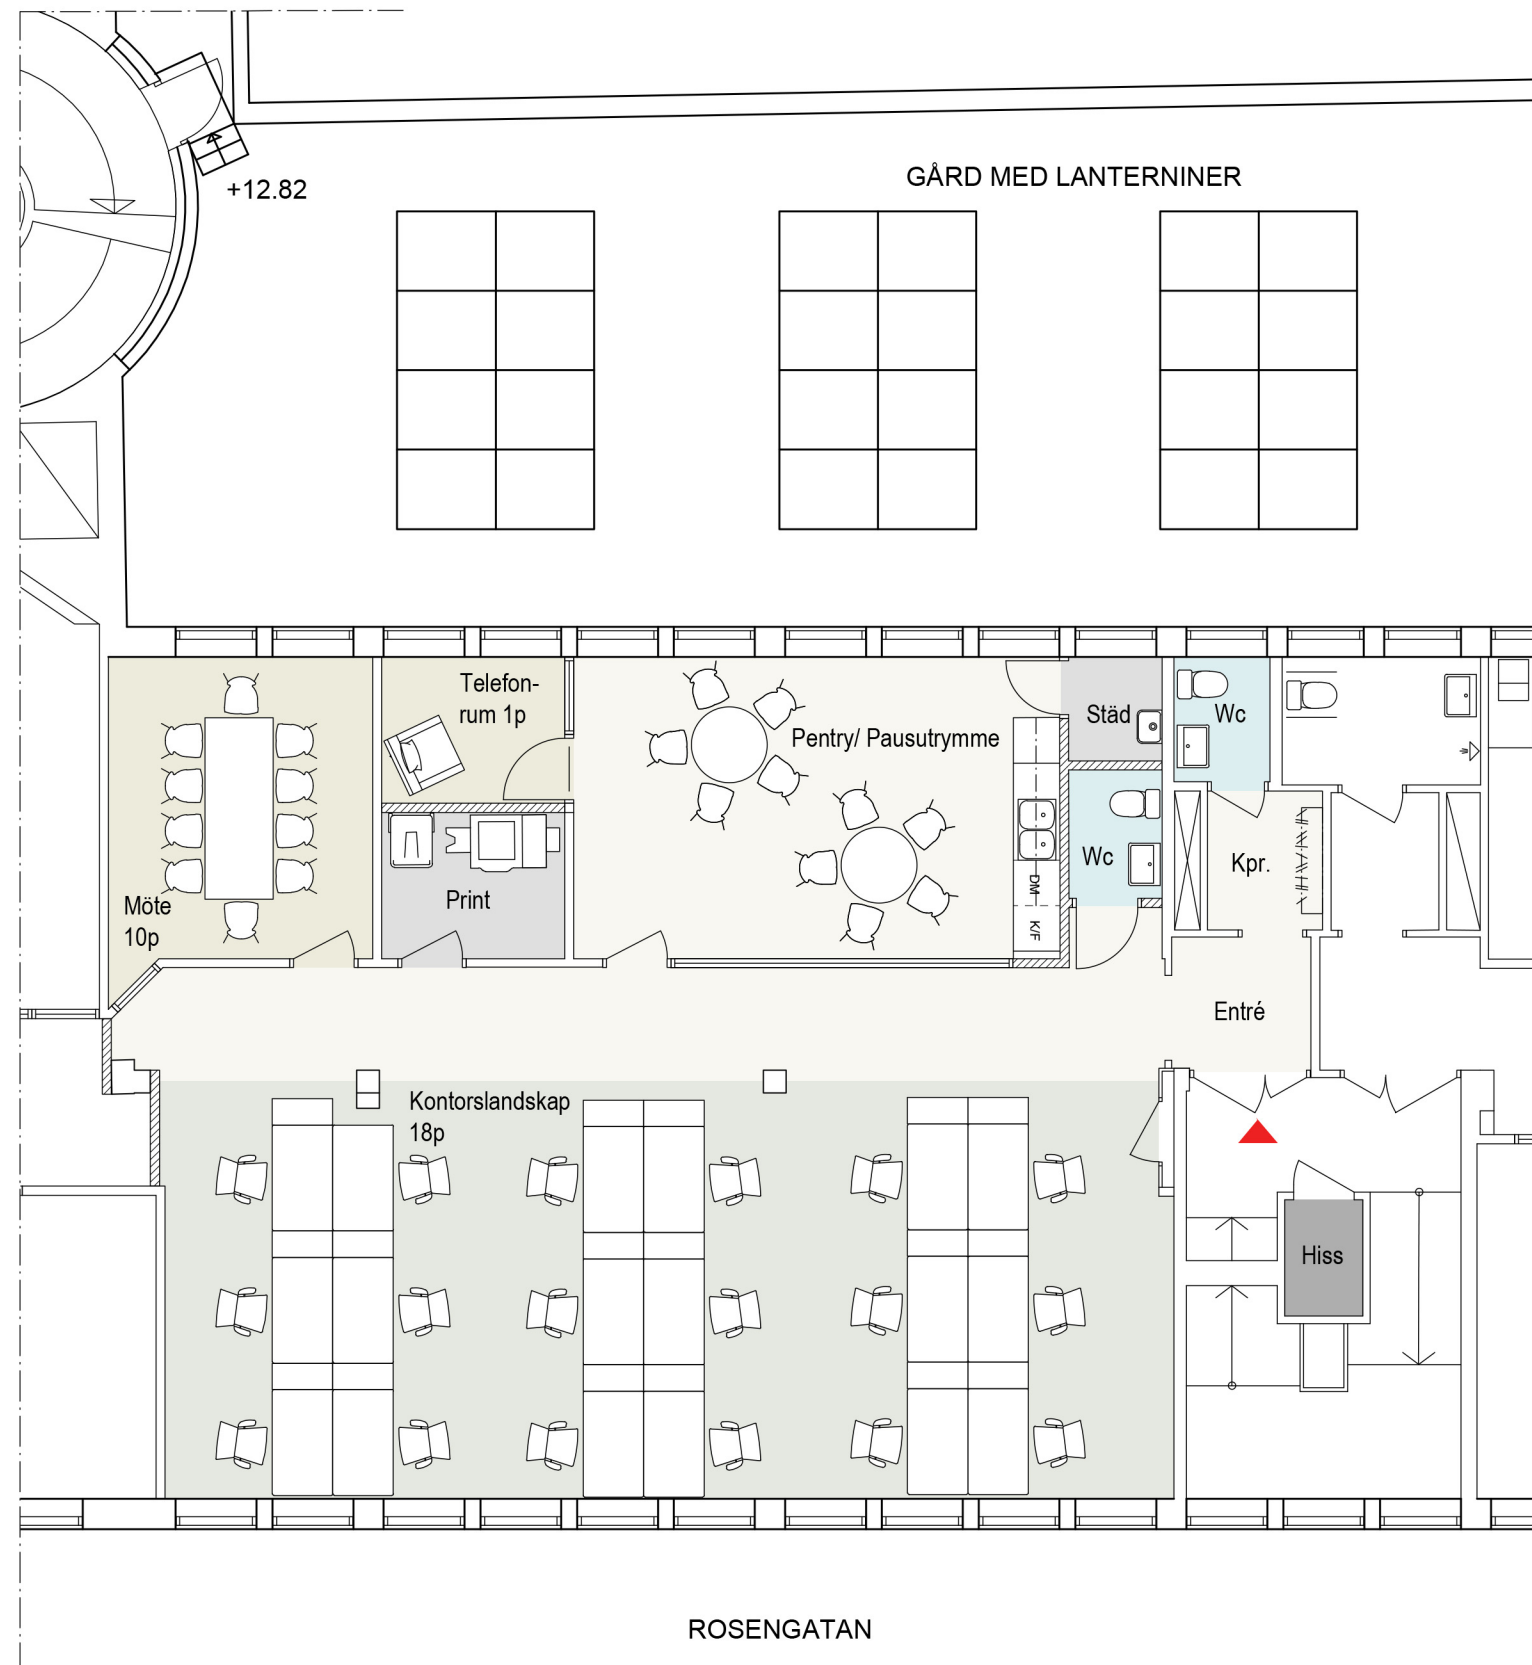 GÅRD MED LANTERNINER
+12.82
Telefon-
rum 1p
Pentry/ Pausutrymme
Städ
Wc
Wc
Kpr.
DM
K/F
Print
Möte
10p
Entré
Kontorslandskap
18p
Hiss
ROSENGATAN